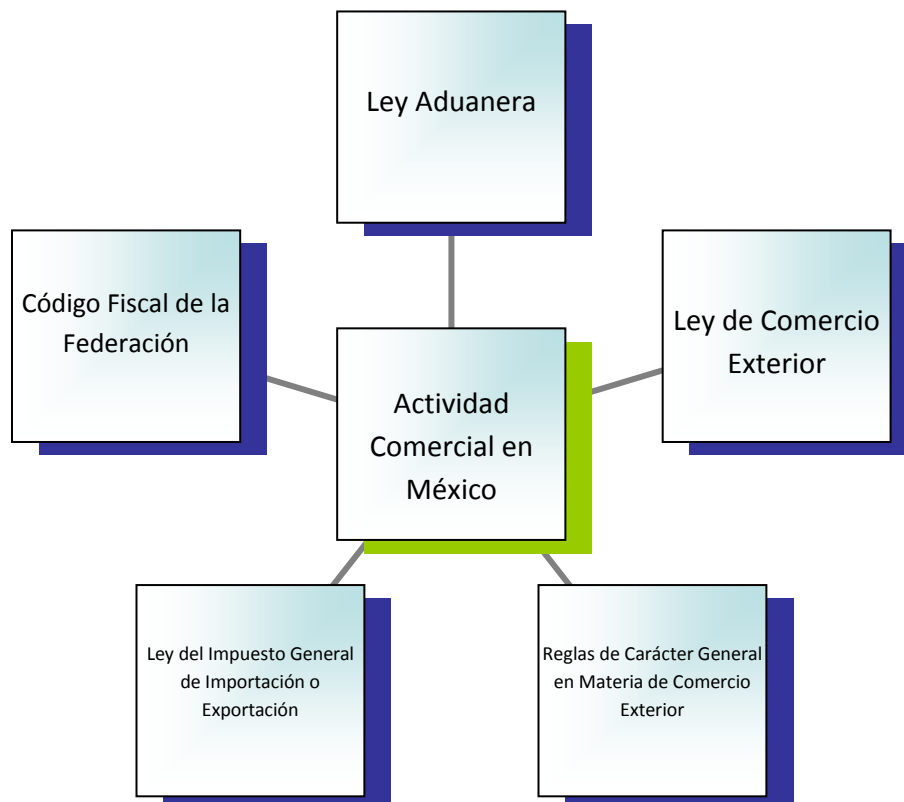 Ley Aduanera
Código Fiscal de la
Federación
Ley de Comercio
Exterior
Actividad
Comercial en
México
Ley del Impuesto General
de Importación o
Exportación
Reglas de Carácter General
en Materia de Comercio
Exterior